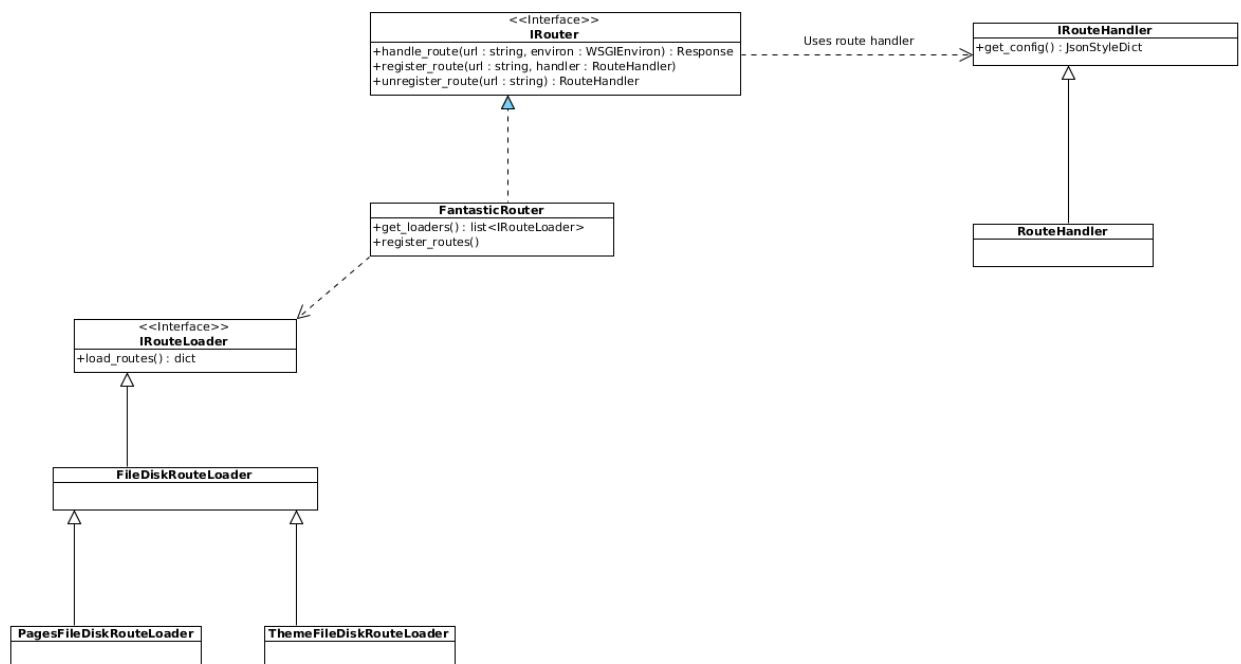 <<Interface>>
IRouter
+handle_route(url : string, environ : WSGIEnviron) : Response
+register_route(url : string, handler : RouteHandler)
+unregister_route(url : string) : RouteHandler
Uses route handler
IRouteHandler
+get_config() : JsonStyleDict
FantasticRouter
+get_loaders() : list<IRouteLoader>
+register_routes()
RouteHandler
<<Interface>>
IRouteLoader
+load_routes() : dict
FileDiskRouteLoader
PagesFileDiskRouteLoader
ThemeFileDiskRouteLoader